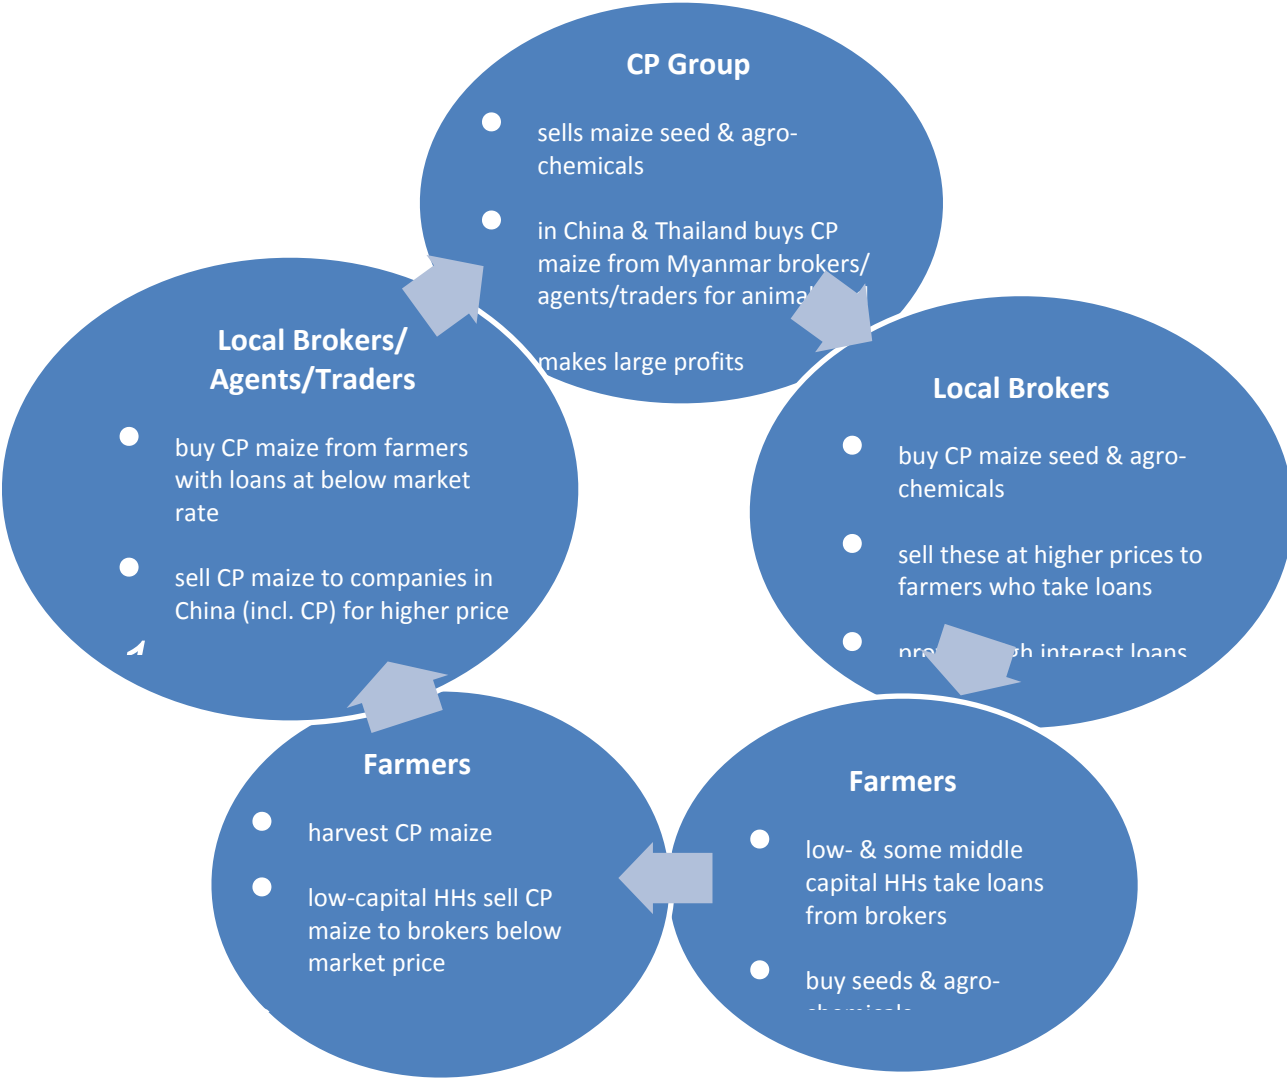 CP Group
sells maize seed & agro-
chemicals
in China & Thailand buys CP
maize from Myanmar brokers/
agents/traders for animal
makes large profits
Local Brokers
buy CP maize seed & agro-
chemicals
sell these at higher prices to
farmers who take loans
interest loans
Farmers
low- & some middle
capital HHs take loans
from brokers
buy seeds & agro-
chemicals
Farmers
harvest CP maize
low-capital HHs sell CP
maize to brokers below
market price
Local Brokers/
Agents/Traders
buy CP maize from farmers
with loans at below market
rate
sell CP maize to companies in
China (incl. CP) for higher price